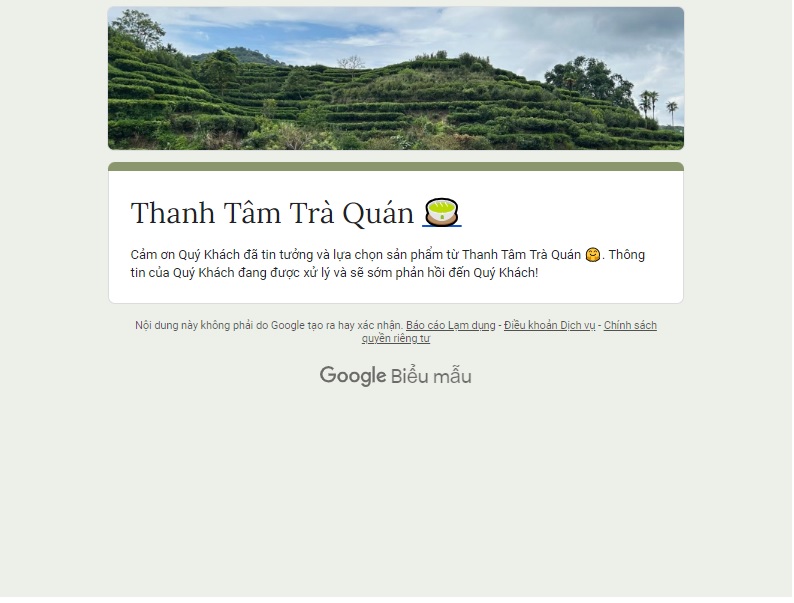 Thanh Tâm Trà Quán 🍵
Cảm ơn Quý Khách đã tin tưởng và lựa chọn sản phẩm từ Thanh Tâm Trà Quán 🤗. Thông
tin của Quý Khách đang được xử lý và sẽ sớm phản hồi đến Quý Khách!
Nội dung này không phải do Google tạo ra hay xác nhận. Báo cáo Lạm dụng - Điều khoản Dịch vụ - Chính sách
quyền riêng tư
Google Biểu mẫu